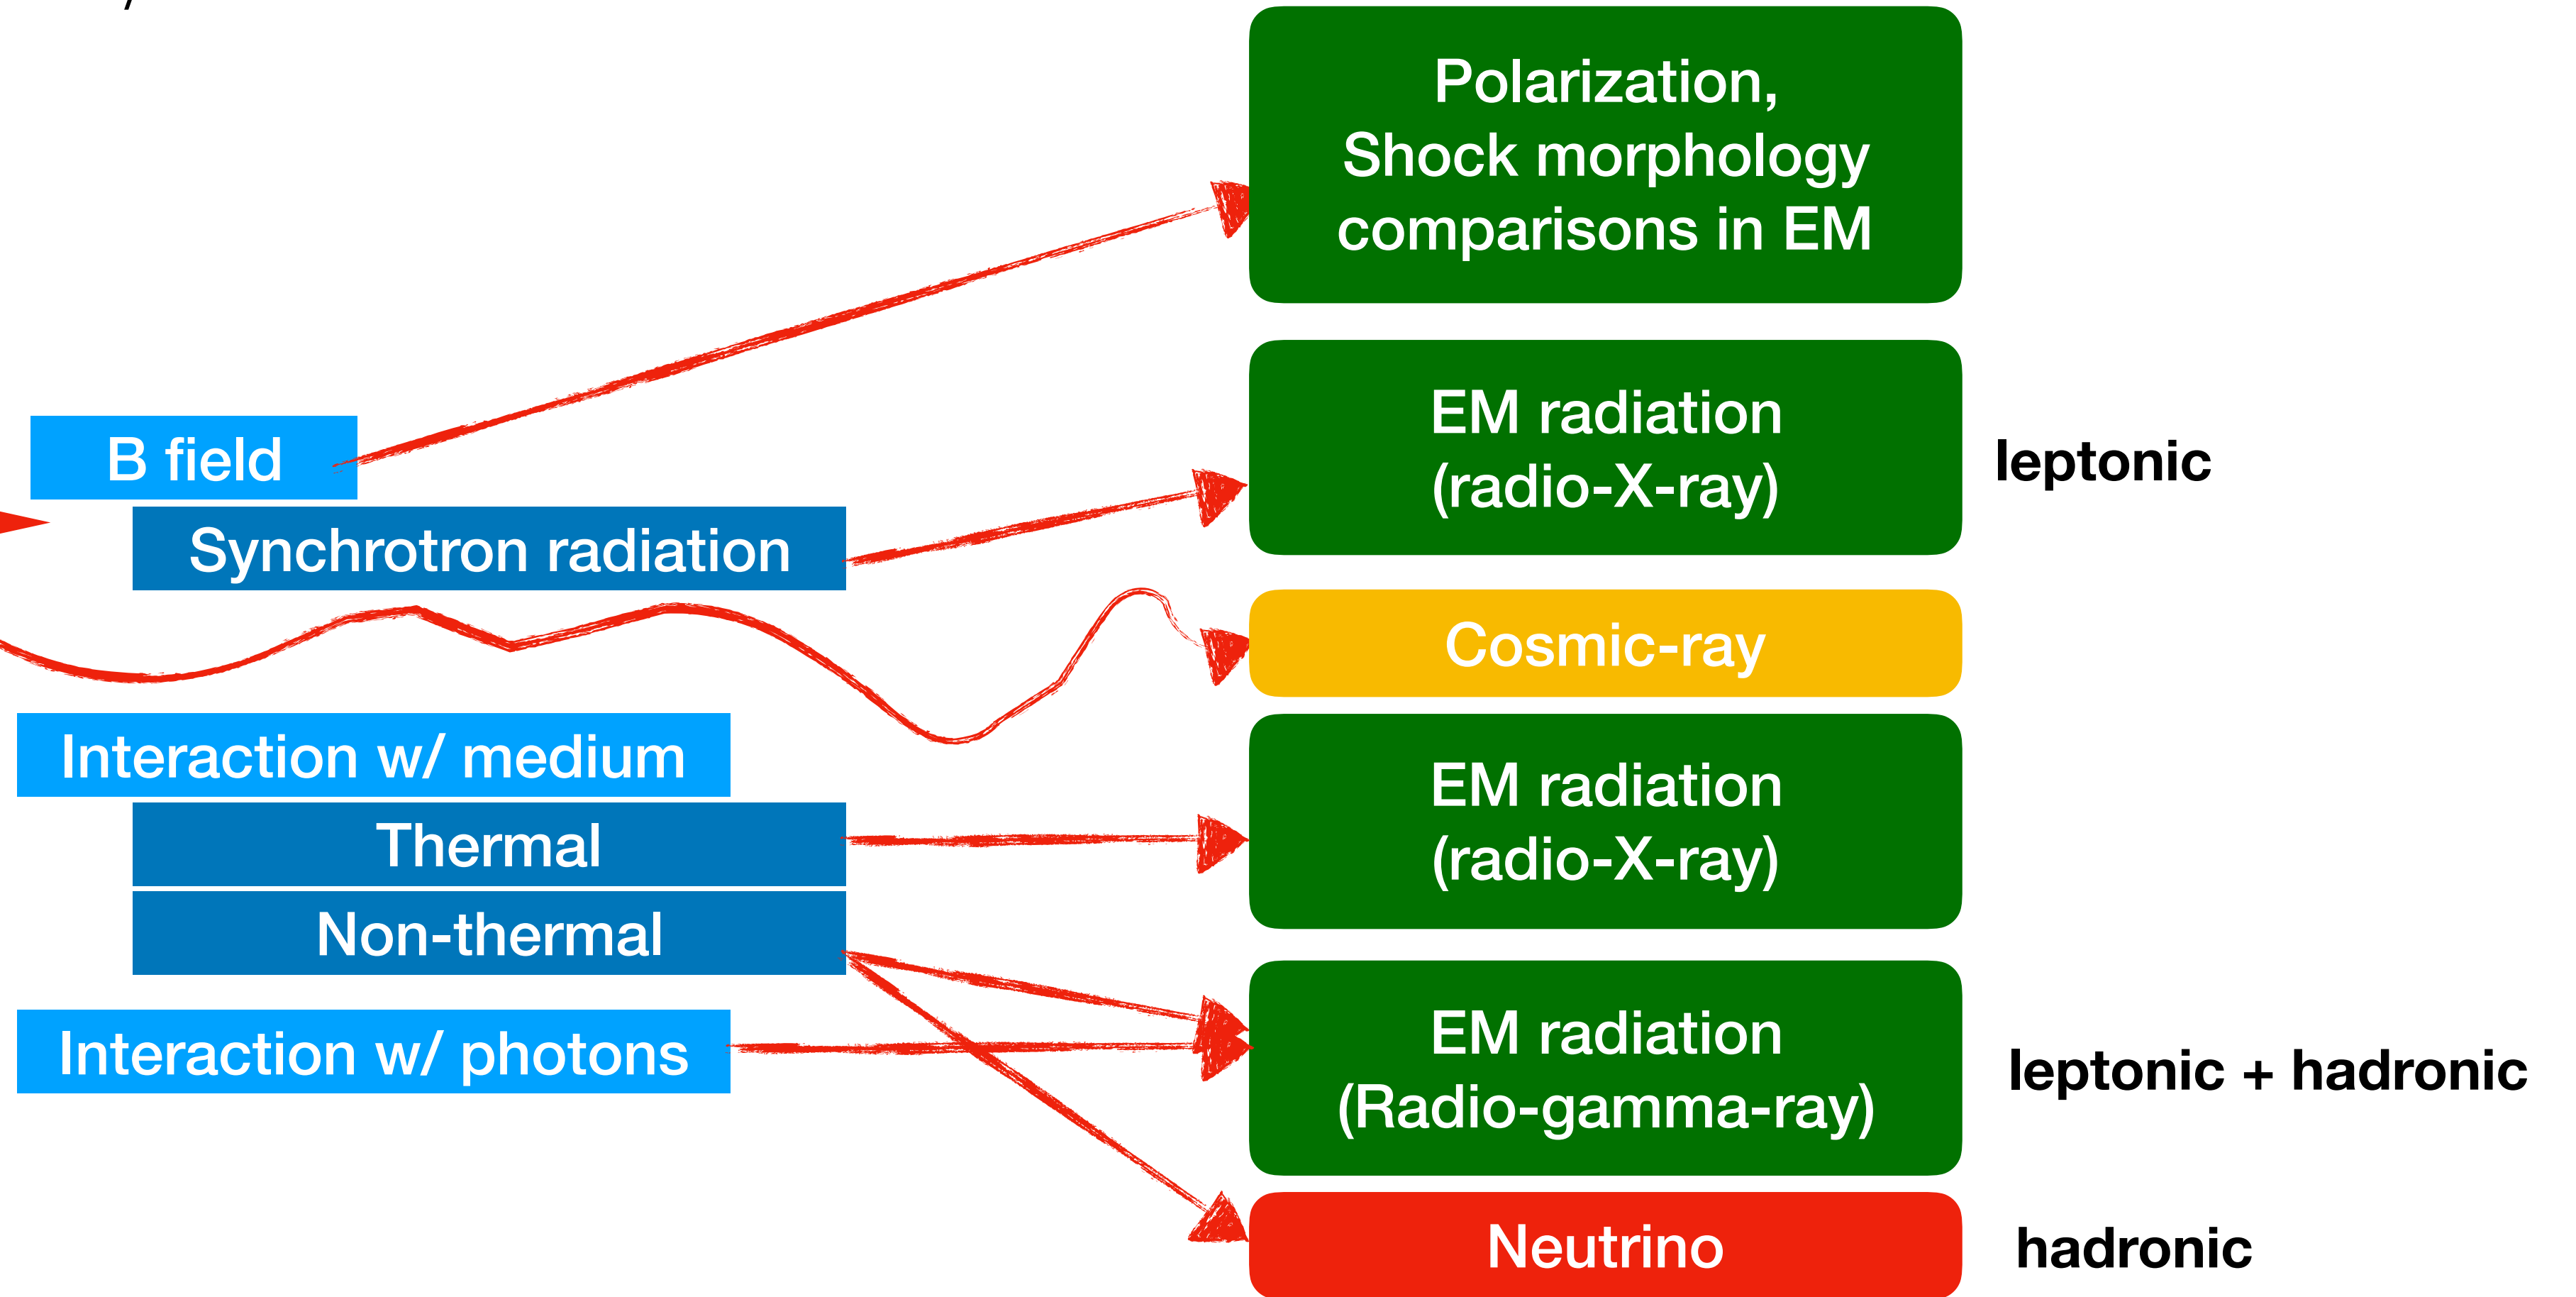 Polarization,
Shock morphology
comparisons in EM
B field
EM radiation
(radio-X-ray)
leptonic
Synchrotron radiation
Cosmic-ray
Interaction w/ medium
Thermal
EM radiation
(radio-X-ray)
Non-thermal
Interaction w/ photons
EM radiation
(Radio-gamma-ray)
leptonic + hadronic
Neutrino
hadronic